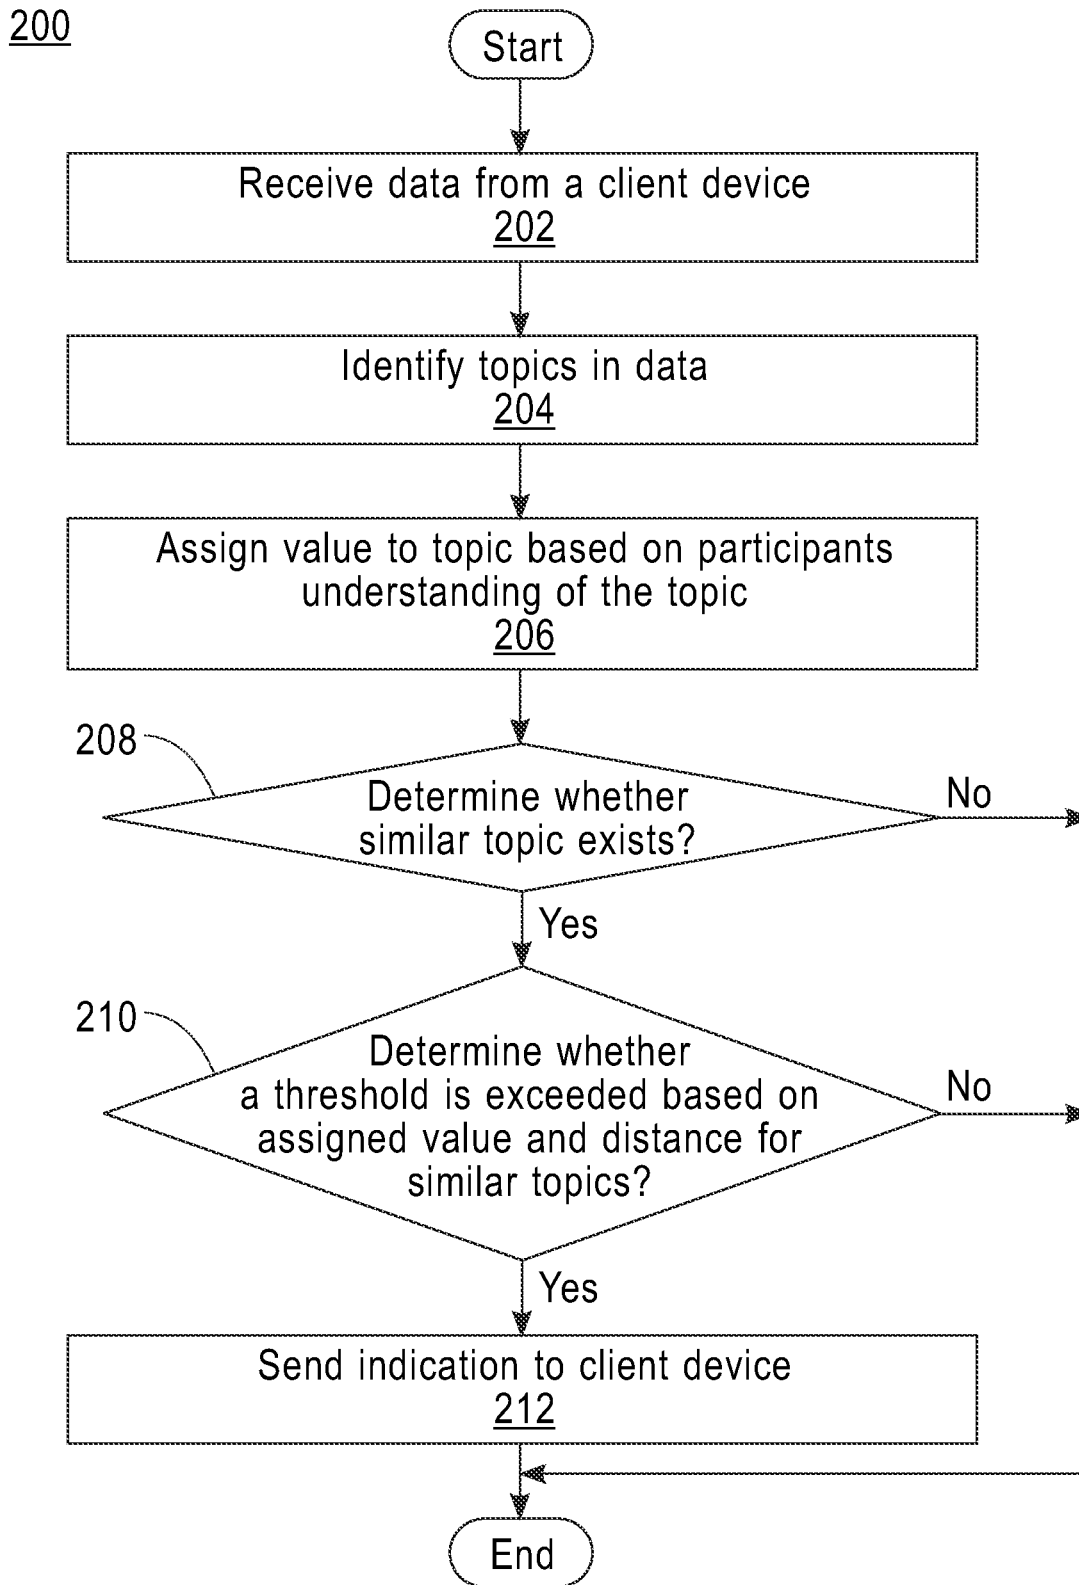 200
Start
Receive data from a client device
202
Identify topics in data
204
Assign value to topic based on participants
understanding of the topic
206
208
Determine whether
similar topic exists?
No
Yes
210
Determine whether
a threshold is exceeded based on
assigned value and distance for
similar topics?
No
Yes
Send indication to client device
212
End